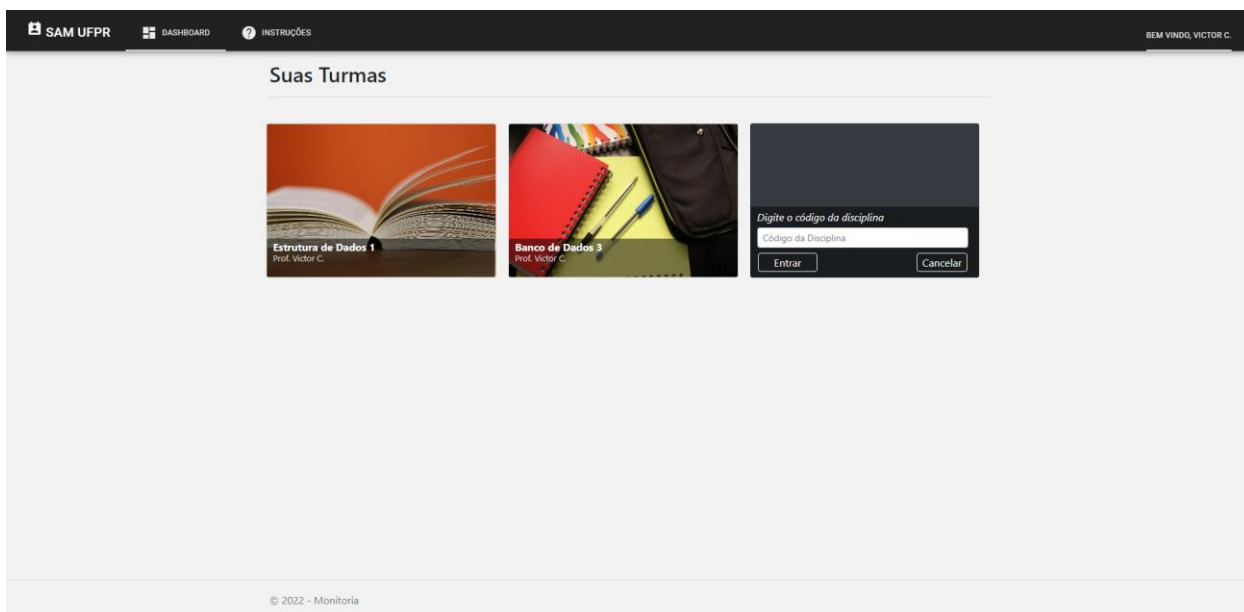 SAM UFPR
DASHBOARD
INSTRUÇÕES
BEM VINDO, VICTOR C.
Suas Turmas
Estrutura de Dados 1
Prof. Victor C.
Banco de Dados 3
Prof. Victor C.
Digite o código da disciplina
Código da Disciplina
Entrar
Cancelar
© 2022 - Monitoria